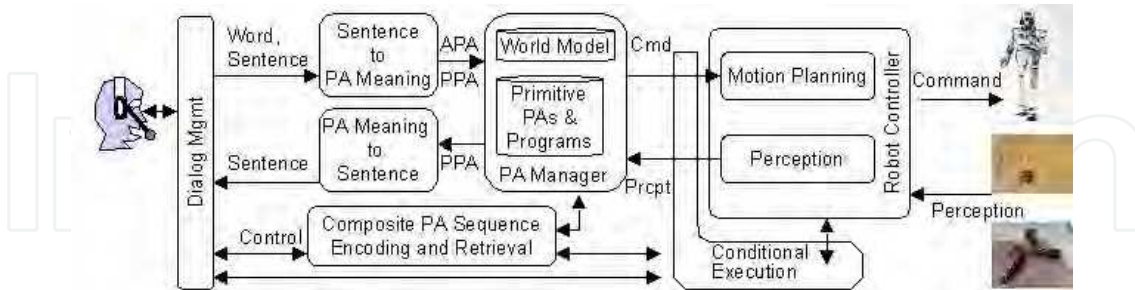 Word,
Sentence
Sentence
to
PA Meaning
APA
PPA
World Model
Primitive
PAs &
Programs
PA Manager
Cmd
Motion Planning
Perception
Robot Controller
Command
Perception
Dialog Mgmt
Sentence
PA Meaning
to
Sentence
PPA
Prcpt
Control
Composite PA Sequence
Encoding and Retrieval
Conditional
Execution